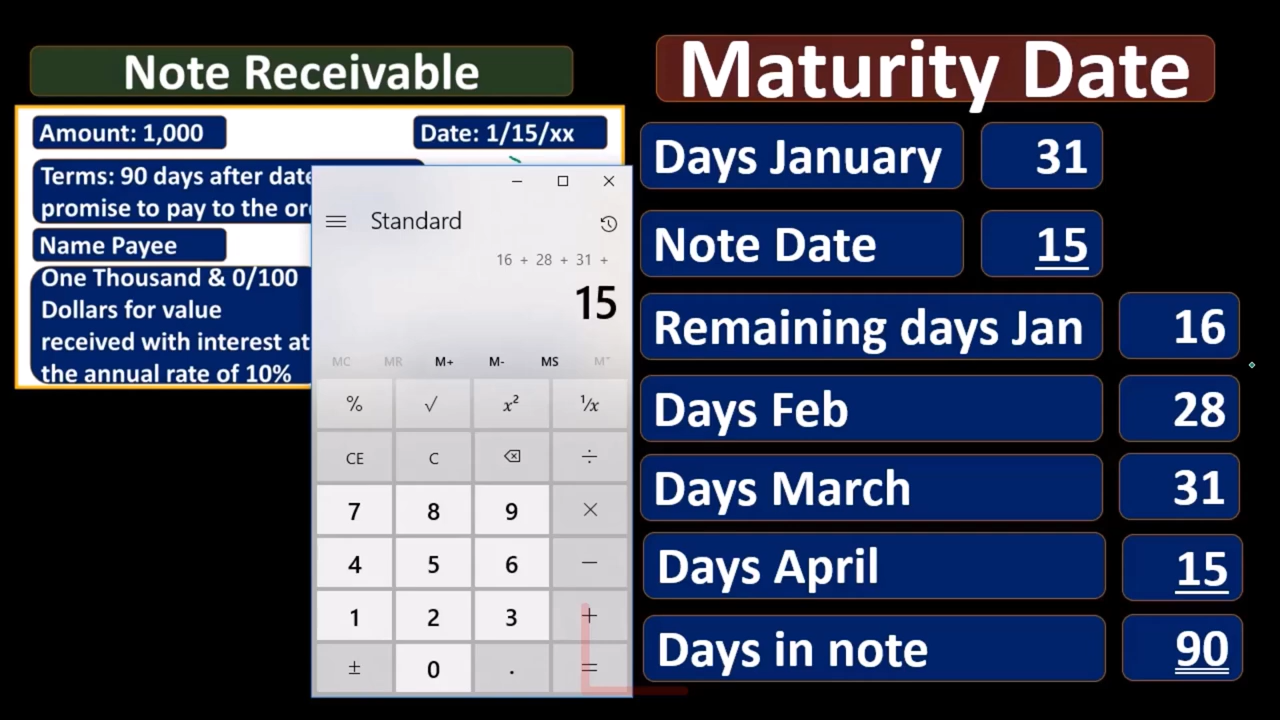 Note Receivable
Amount: 1,000
Date: 1/15/xx
Terms: 90 days after date
promise to pay to the
Name Payee
One Thousand & 0/100
Dollars for value
received with interest at
the annual rate of 10%
Standard
16 + 28 + 31 +
15
MC MR M+ M- MS M˅
% √ x² ¹/x
CE C ⌫ ÷
7 8 9 ×
4 5 6 −
1 2 3 +
± 0 . =
Maturity Date
Days January 31
Note Date 15
Remaining days Jan 16
Days Feb 28
Days March 31
Days April 15
Days in note 90